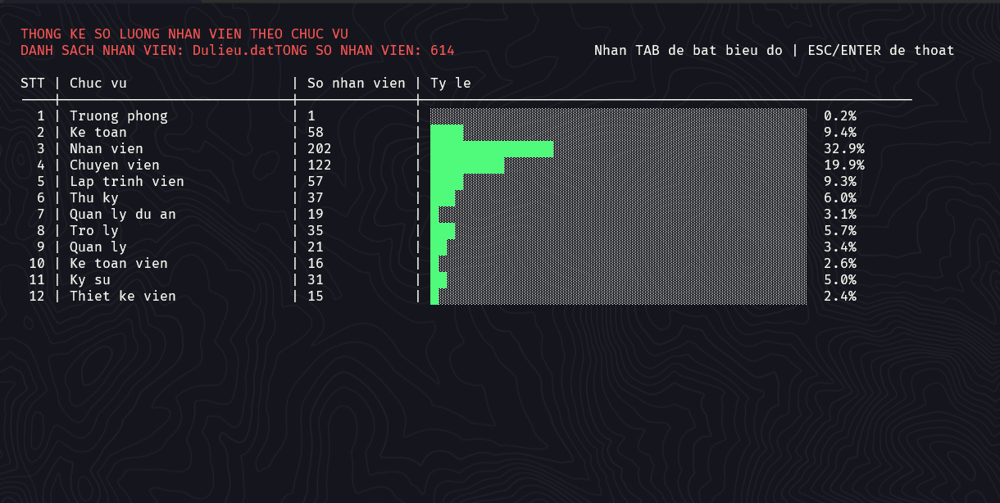 THONG KE SO LUONG NHAN VIEN THEO CHUC VU
DANH SACH NHAN VIEN: Dulieu.datTONG SO NHAN VIEN: 614 Nhan TAB de bat bieu do | ESC/ENTER de thoat
STT | Chuc vu | So nhan vien | Ty le
1 | Truong phong | 1 | 0.2%
2 | Ke toan | 58 | 9.4%
3 | Nhan vien | 202 | 32.9%
4 | Chuyen vien | 122 | 19.9%
5 | Lap trinh vien | 57 | 9.3%
6 | Thu ky | 37 | 6.0%
7 | Quan ly du an | 19 | 3.1%
8 | Tro ly | 35 | 5.7%
9 | Quan ly | 21 | 3.4%
10 | Ke toan vien | 16 | 2.6%
11 | Ky su | 31 | 5.0%
12 | Thiet ke vien | 15 | 2.4%